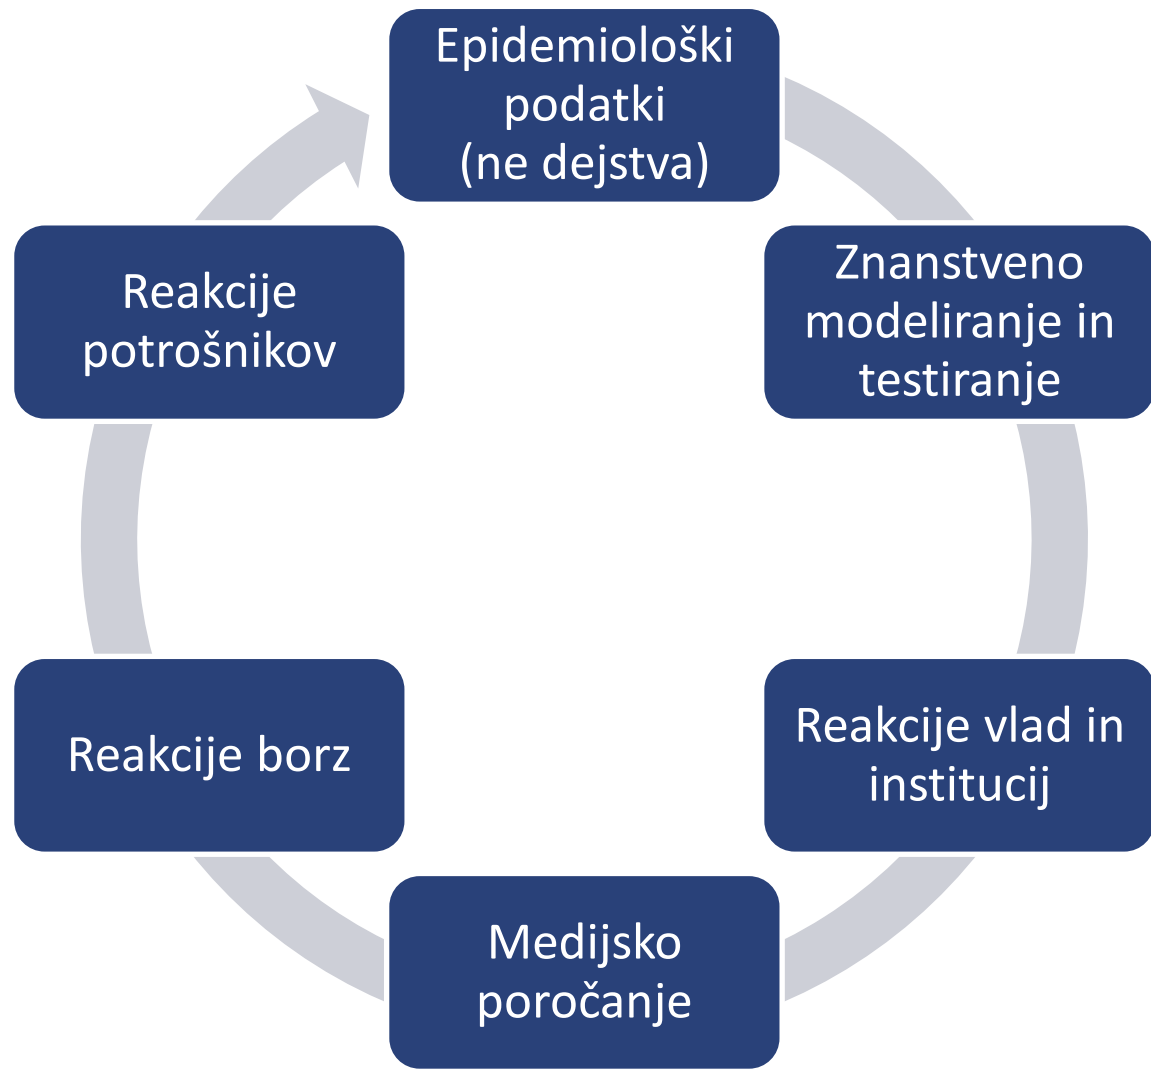 Epidemiološki
podatki
(ne dejstva)
Znanstveno
modeliranje in
testiranje
Reakcije vlad in
institucij
Medijsko
poročanje
Reakcije borz
Reakcije
potrošnikov